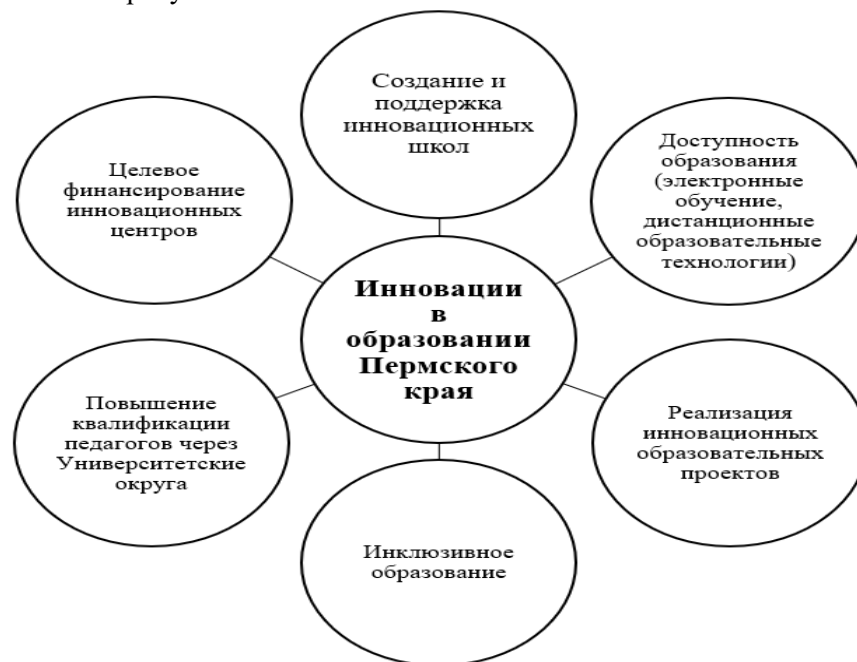 Создание и
поддержка
инновационных
школ
Целевое
финансирование
инновационных
центров
Доступность
образования
(электронные
обучение,
дистанционные
образовательные
технологии)
Инновации
в
образовании
Пермского
края
Повышение
квалификации
педагогов через
Университетские
округа
Реализация
инновационных
образовательных
проектов
Инклюзивное
образование